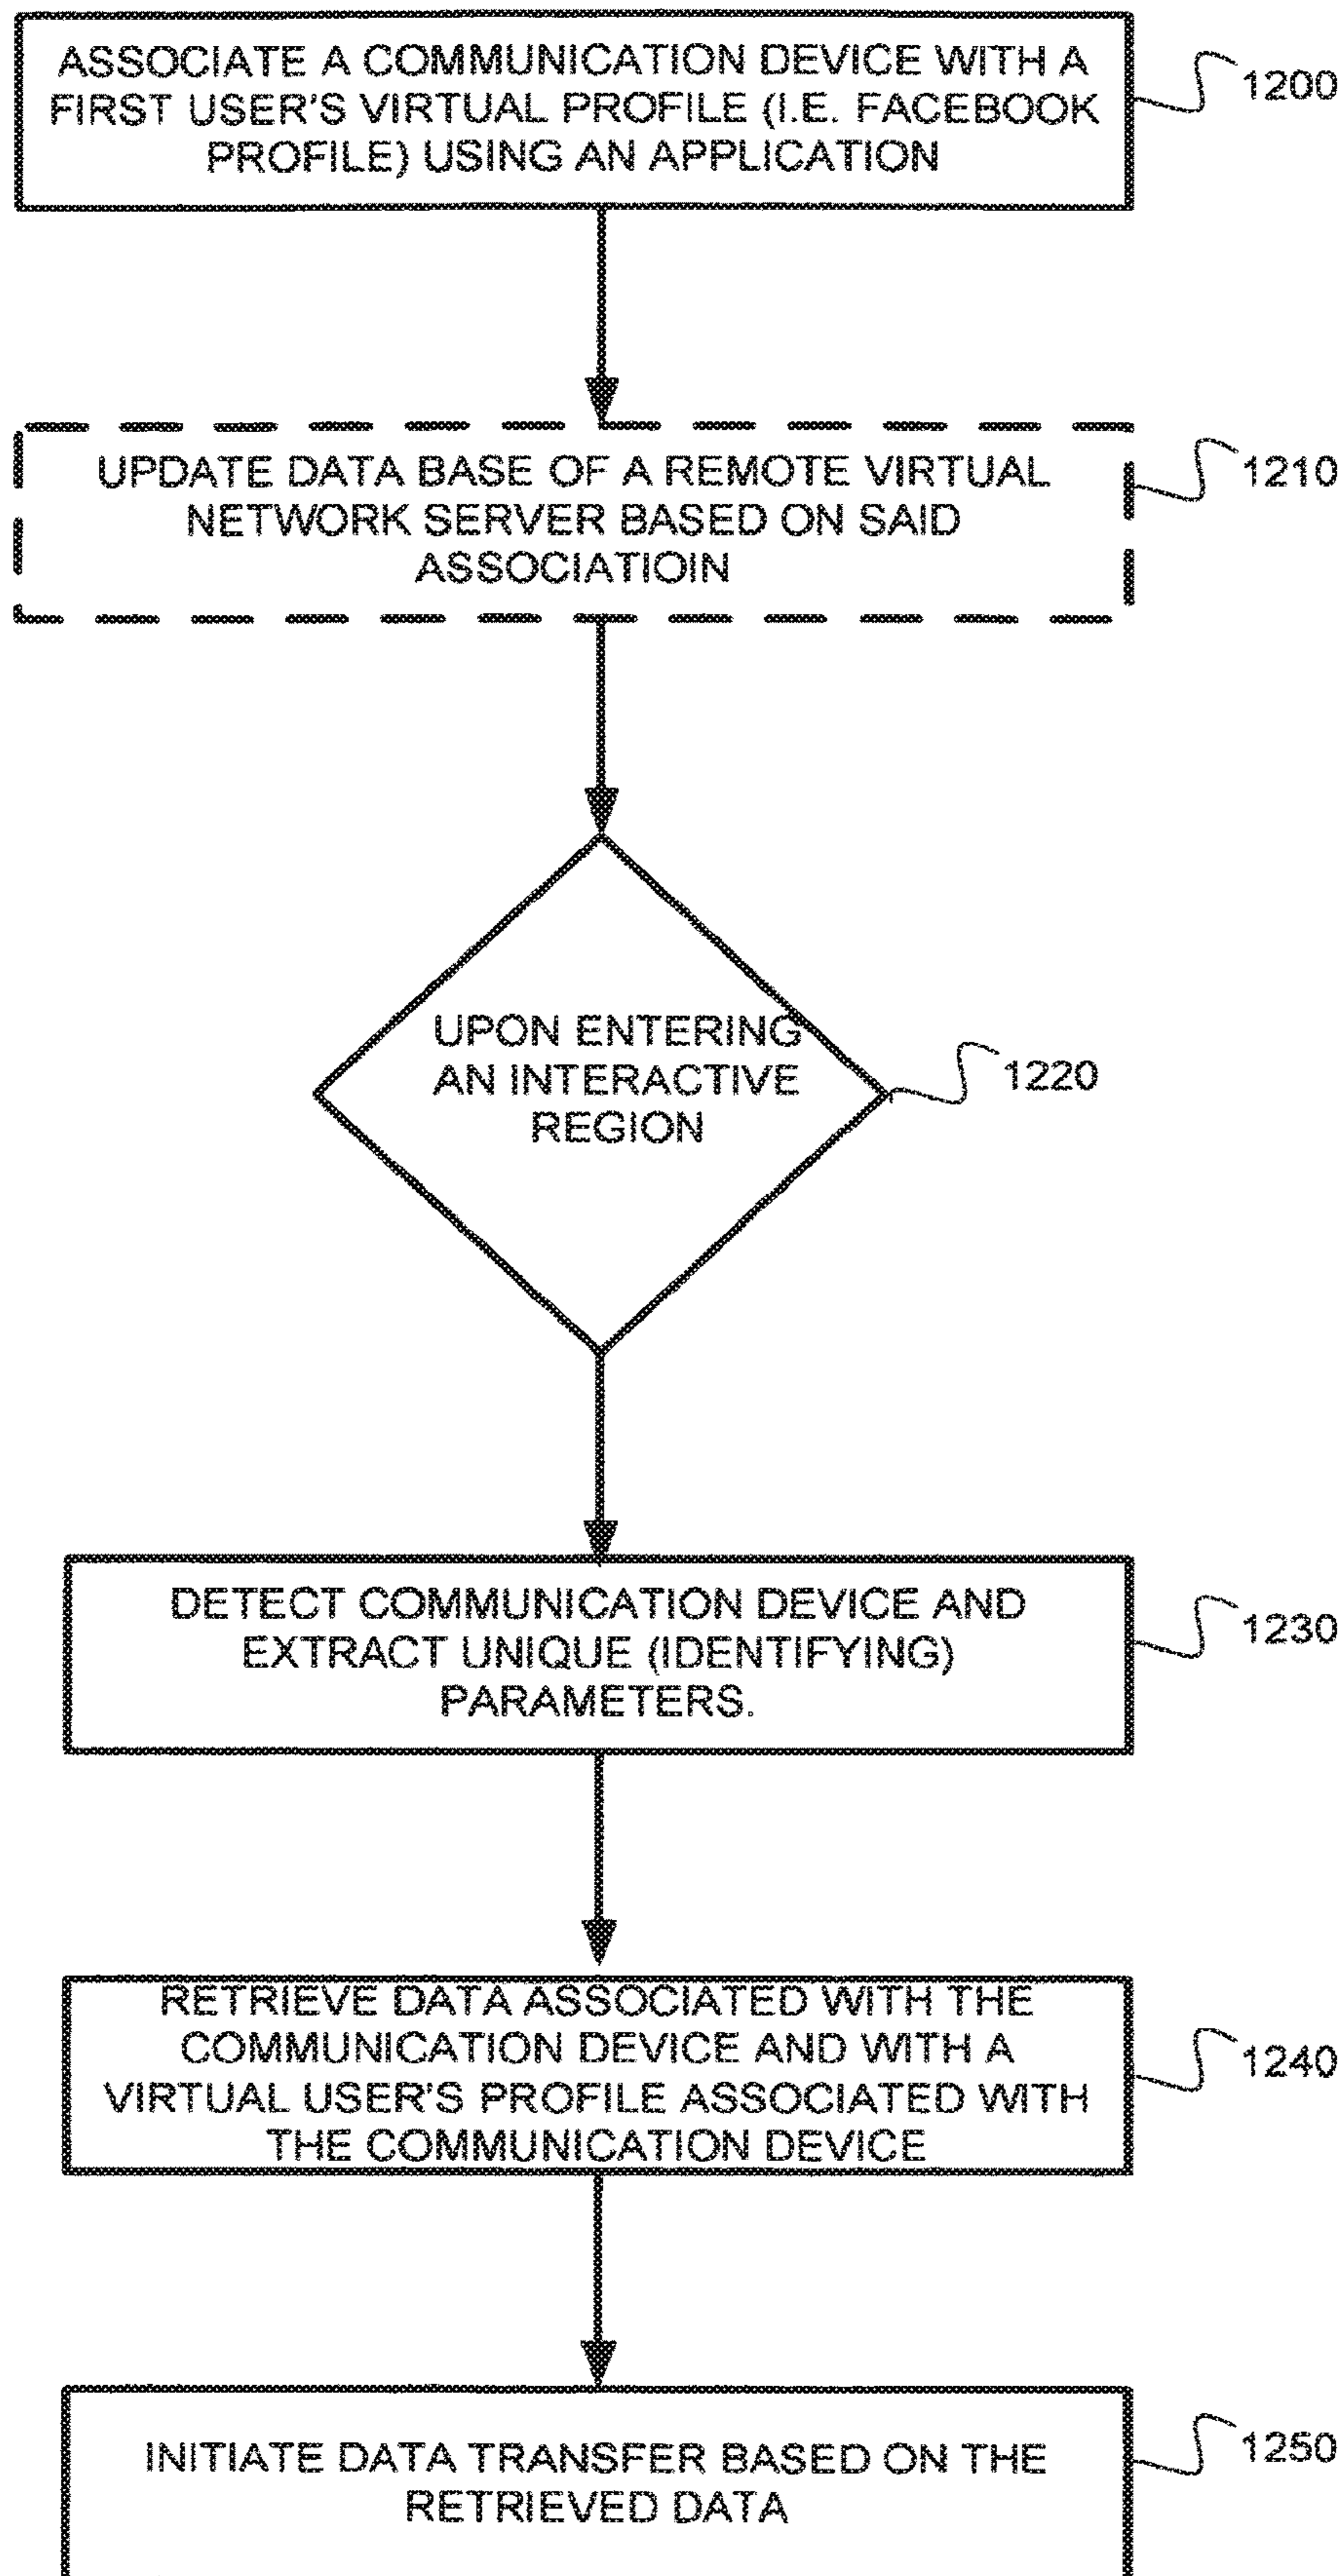 ASSOCIATE A COMMUNICATION DEVICE WITH A
FIRST USER'S VIRTUAL PROFILE (I.E. FACEBOOK
PROFILE) USING AN APPLICATION
1200
UPDATE DATA BASE OF A REMOTE VIRTUAL
NETWORK SERVER BASED ON SAID
ASSOCIATIOIN
1210
UPON ENTERING
AN INTERACTIVE
REGION
1220
DETECT COMMUNICATION DEVICE AND
EXTRACT UNIQUE (IDENTIFYING)
PARAMETERS.
1230
RETRIEVE DATA ASSOCIATED WITH THE
COMMUNICATION DEVICE AND WITH A
VIRTUAL USER'S PROFILE ASSOCIATED WITH
THE COMMUNICATION DEVICE
1240
INITIATE DATA TRANSFER BASED ON THE
RETRIEVED DATA
1250